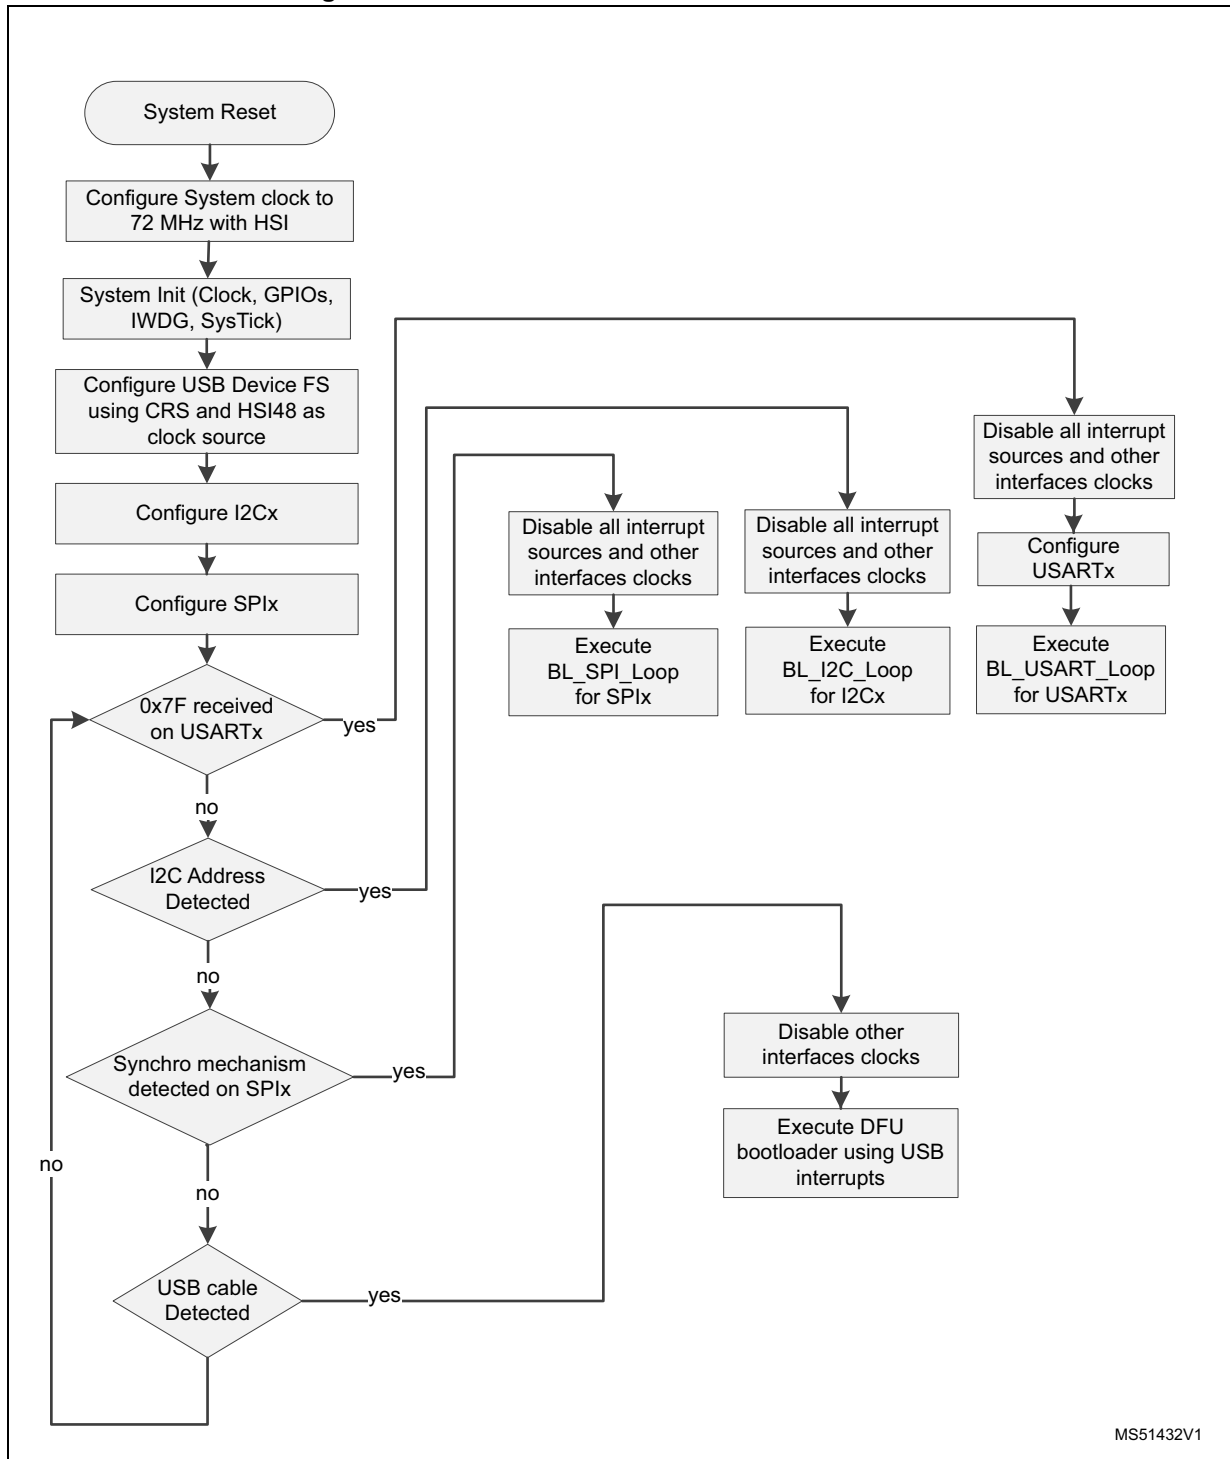 System Reset
Configure System clock to
72 MHz with HSI
System Init (Clock, GPIOs,
IWDG, SysTick)
Configure USB Device FS
using CRS and HSI48 as
clock source
Configure I2Cx
Configure SPIx
0x7F received
on USARTx
yes
no
I2C Address
Detected
yes
no
Synchro mechanism
detected on SPIx
yes
no
no
USB cable
Detected
yes
Disable all interrupt
sources and other
interfaces clocks
Execute
BL_SPI_Loop
for SPIx
Disable all interrupt
sources and other
interfaces clocks
Execute
BL_I2C_Loop
for I2Cx
Disable all interrupt
sources and other
interfaces clocks
Configure
USARTx
Execute
BL_USART_Loop
for USARTx
Disable other
interfaces clocks
Execute DFU
bootloader using USB
interrupts
MS51432V1